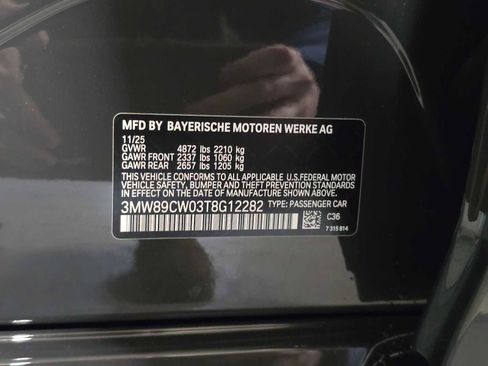 MFD BY BAYERISCHE MOTOREN WERKE AG
11/25
GVWR 4872 lbs 2210 kg
GAWR FRONT 2337 lbs 1060 kg
GAWR REAR 2657 lbs 1205 kg
THIS VEHICLE CONFORMS TO ALL APPLICABLE
U.S.FEDERAL MOTOR
VEHICLE SAFETY, BUMPER, AND THEFT PREVENTION STANDARDS
IN EFFECT ON THE DATE OF MANUFACTURE SHOWN ABOVE.
3MW89CW03T8G12282 TYPE: PASSENGER CAR
C36
7 315 814